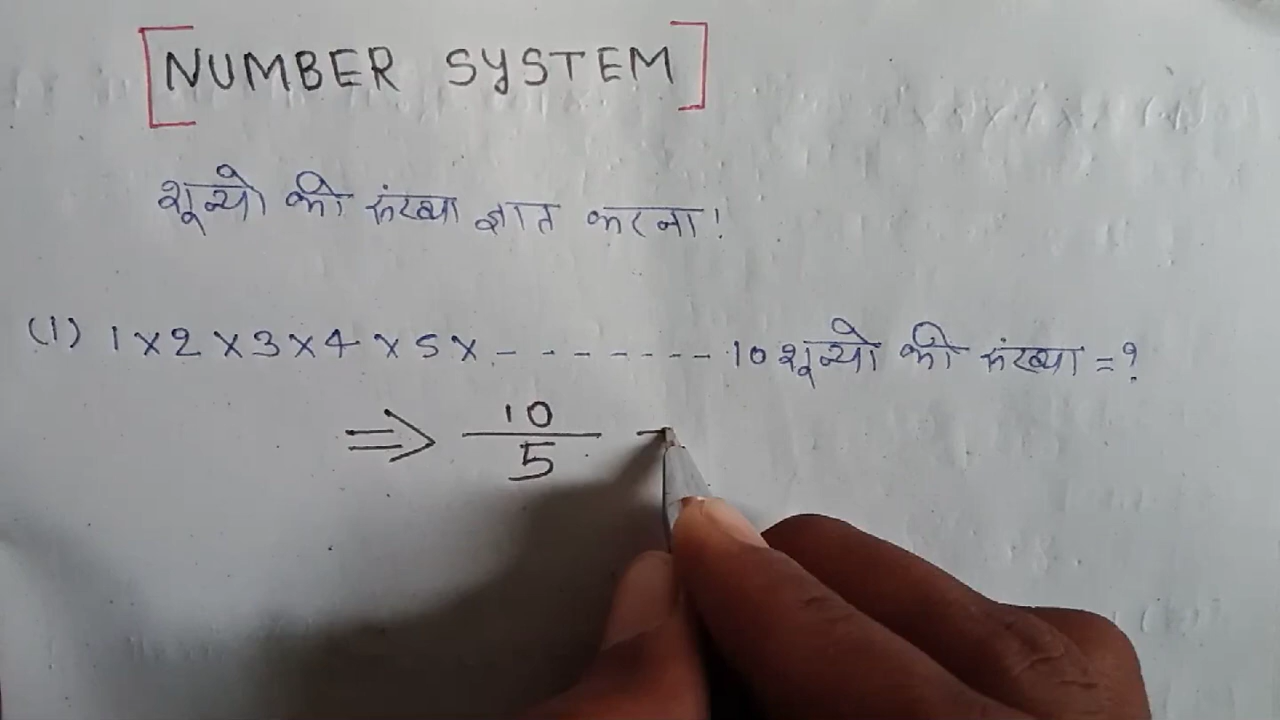 [NUMBER SYSTEM]
शून्यो की संख्या ज्ञात करना!
(1) 1×2×3×4×5×-------10 शून्यो की संख्या = ?
⇒ 10/5 -